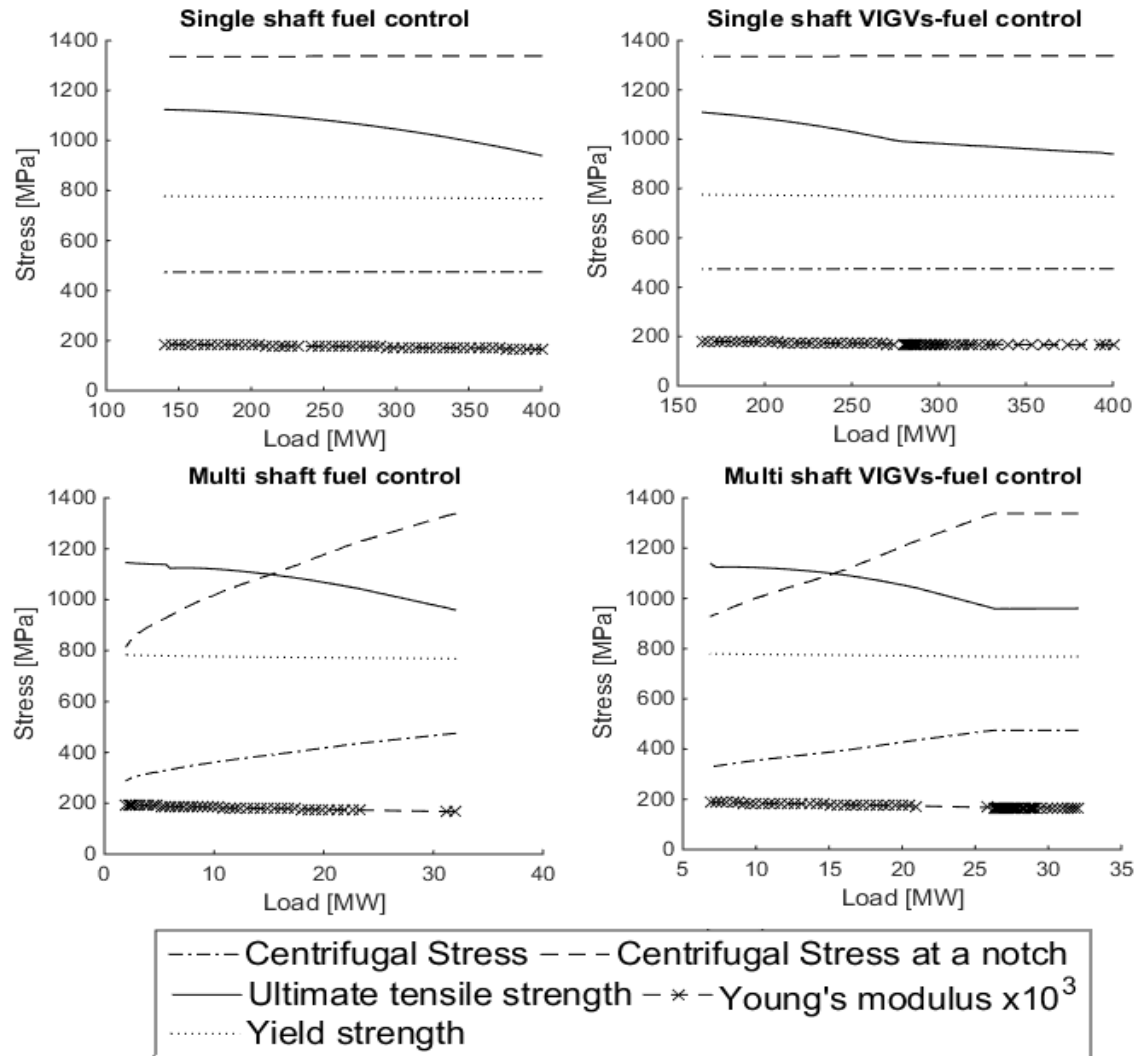 Single shaft fuel control
Single shaft VIGVs-fuel control
1400
1200
1000
800
600
400
200
0
Stress [MPa]
100 150 200 250 300 350 400
Load [MW]
1400
1200
1000
800
600
400
200
0
Stress [MPa]
150 200 250 300 350 400
Load [MW]
Multi shaft fuel control
Multi shaft VIGVs-fuel control
1400
1200
1000
800
600
400
200
0
Stress [MPa]
0 10 20 30 40
Load [MW]
1400
1200
1000
800
600
400
200
0
Stress [MPa]
5 10 15 20 25 30 35
Load [MW]
Centrifugal Stress
Centrifugal Stress at a notch
Ultimate tensile strength
Young's modulus x10³
Yield strength